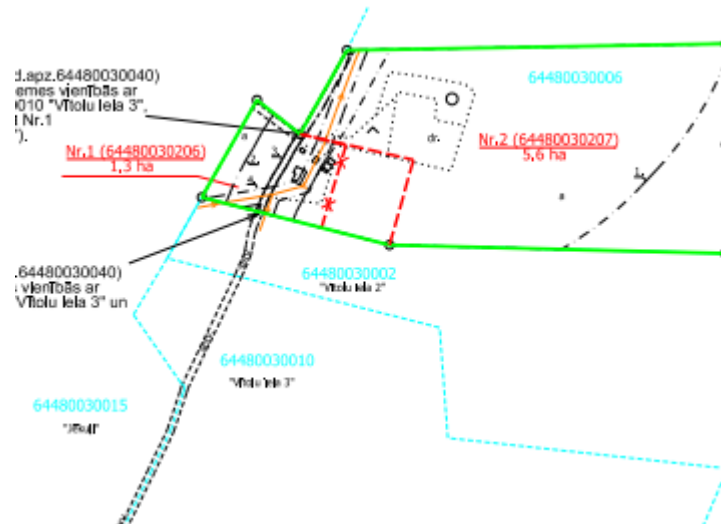 d.apz.64480030040)
emes vienībās ar
0010 "Vītolu iela 3",
Nr.1
").
64480030006
Nr.1 (64480030206)
1,3 ha
Nr.2 (64480030207)
5,6 ha
dr.
a
a
.64480030040)
s vienībās ar
"Vītolu iela 3" un
64480030002
"Vītolu iela 2"
64480030010
"Vītolu iela 3"
64480030015